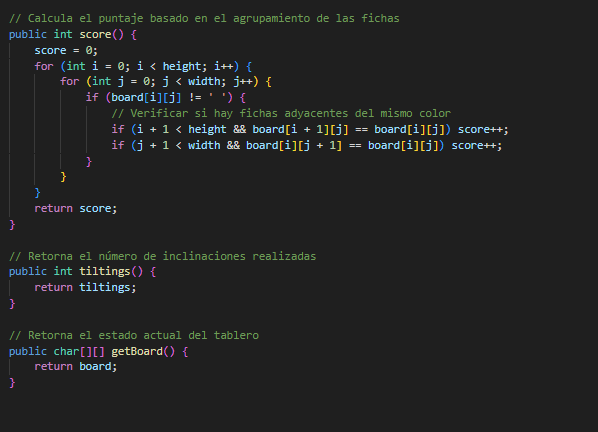 // Calcula el puntaje basado en el agrupamiento de las fichas
public int score() {
    score = 0;
    for (int i = 0; i < height; i++) {
        for (int j = 0; j < width; j++) {
            if (board[i][j] != ' ') {
                // Verificar si hay fichas adyacentes del mismo color
                if (i + 1 < height && board[i + 1][j] == board[i][j]) score++;
                if (j + 1 < width && board[i][j + 1] == board[i][j]) score++;
            }
        }
    }
    return score;
}

// Retorna el número de inclinaciones realizadas
public int tiltings() {
    return tiltings;
}

// Retorna el estado actual del tablero
public char[][] getBoard() {
    return board;
}